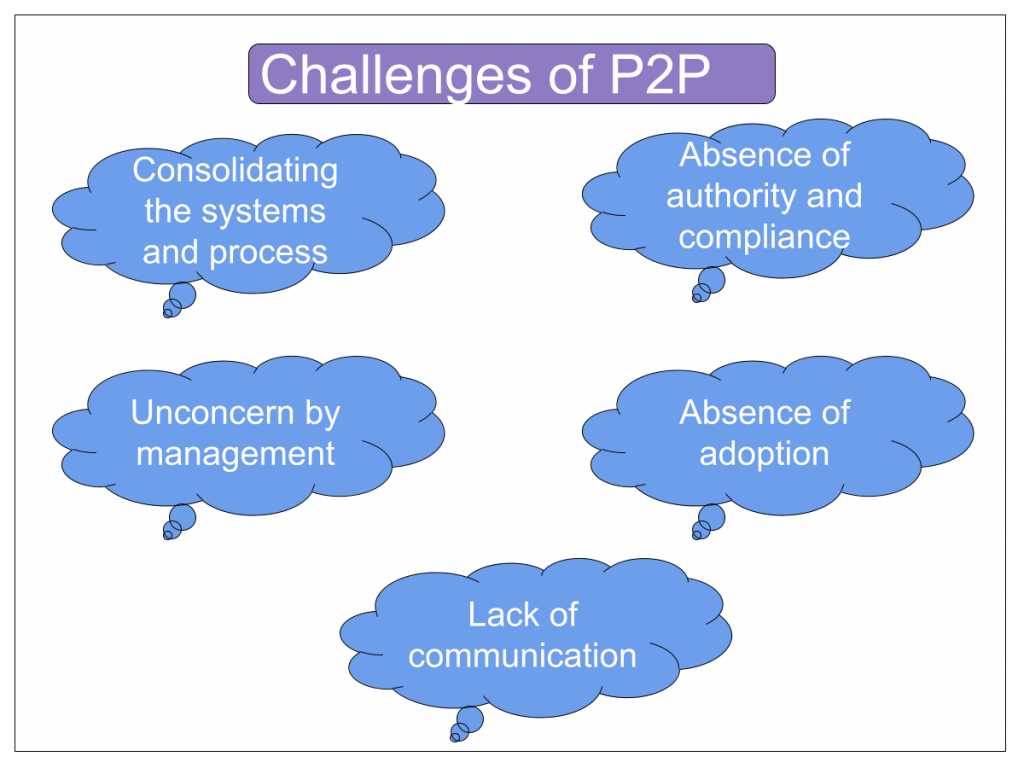 Challenges of P2P
Consolidating
the systems
and process
Absence of
authority and
compliance
Unconcern by
management
Absence of
adoption
Lack of
communication